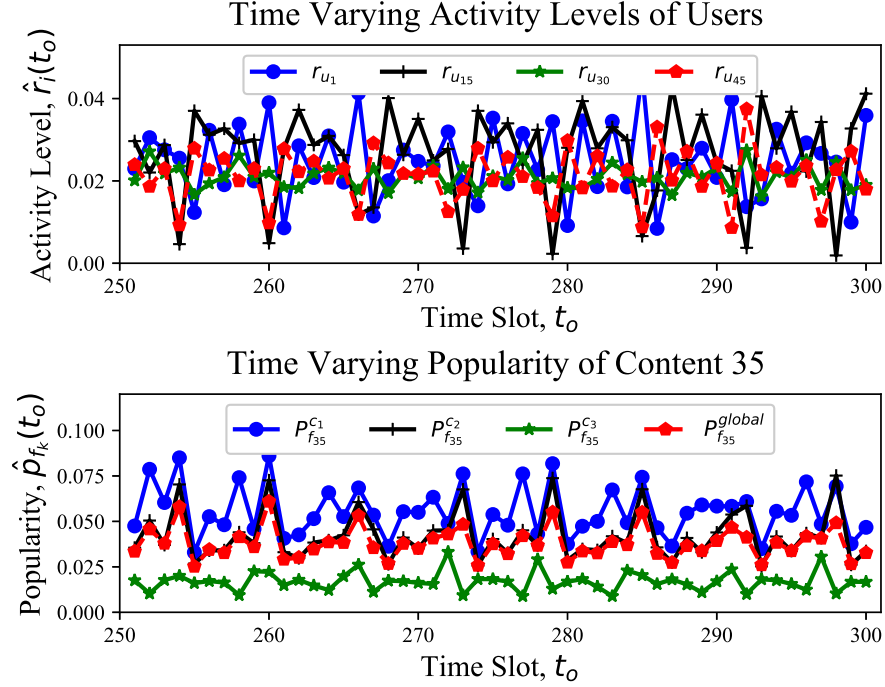 Time Varying Activity Levels of Users
Activity Level, r̂_i(t_o)
r_{u_1} r_{u_{15}} r_{u_{30}} r_{u_{45}}
0.04
0.02
0.00
250 260 270 280 290 300
Time Slot, t_o
Time Varying Popularity of Content 35
Popularity, p̂_{f_k}(t_o)
P_{f_{35}}^{c_1} P_{f_{35}}^{c_2} P_{f_{35}}^{c_3} P_{f_{35}}^{global}
0.100
0.075
0.050
0.025
0.000
250 260 270 280 290 300
Time Slot, t_o